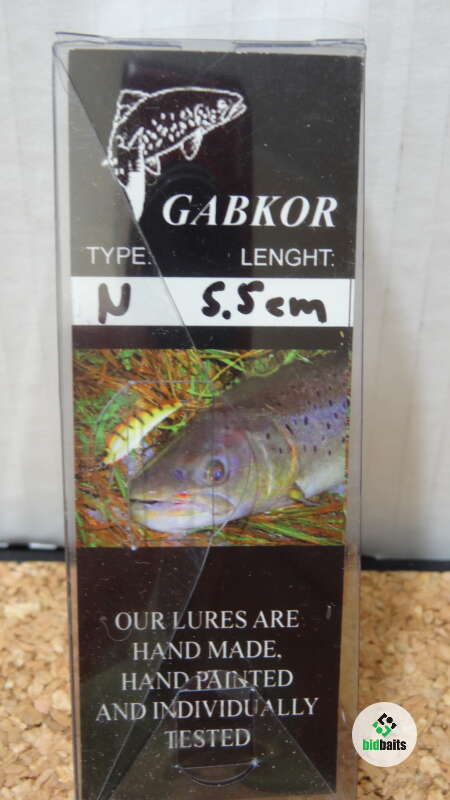 GABKOR
TYPE: LENGHT:
N 5.5cm
OUR LURES ARE
HAND MADE,
HAND PAINTED
AND INDIVIDUALLY
TESTED
bidbaits